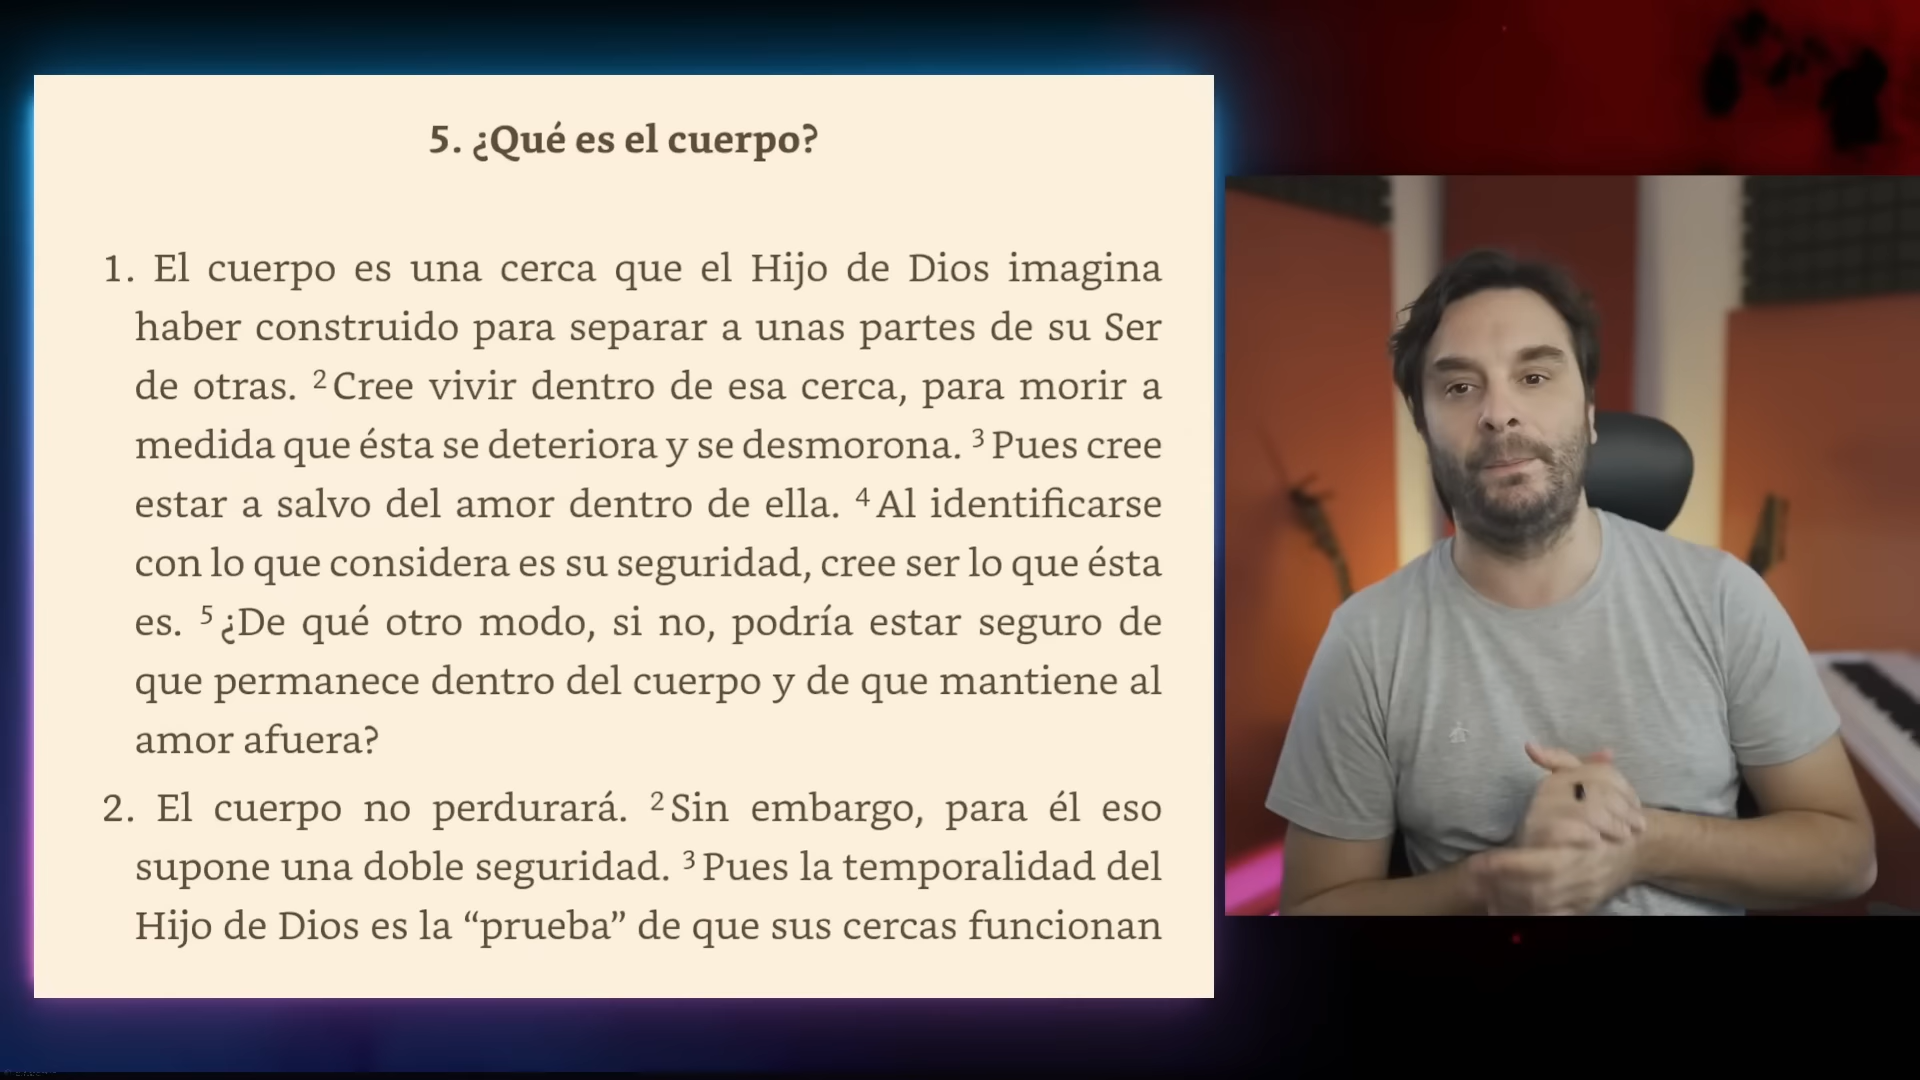 5. ¿Qué es el cuerpo?
1. El cuerpo es una cerca que el Hijo de Dios imagina
haber construido para separar a unas partes de su Ser
de otras. ²Cree vivir dentro de esa cerca, para morir a
medida que ésta se deteriora y se desmorona. ³Pues cree
estar a salvo del amor dentro de ella. ⁴Al identificarse
con lo que considera es su seguridad, cree ser lo que ésta
es. ⁵¿De qué otro modo, si no, podría estar seguro de
que permanece dentro del cuerpo y de que mantiene al
amor afuera?
2. El cuerpo no perdurará. ²Sin embargo, para él eso
supone una doble seguridad. ³Pues la temporalidad del
Hijo de Dios es la “prueba” de que sus cercas funcionan